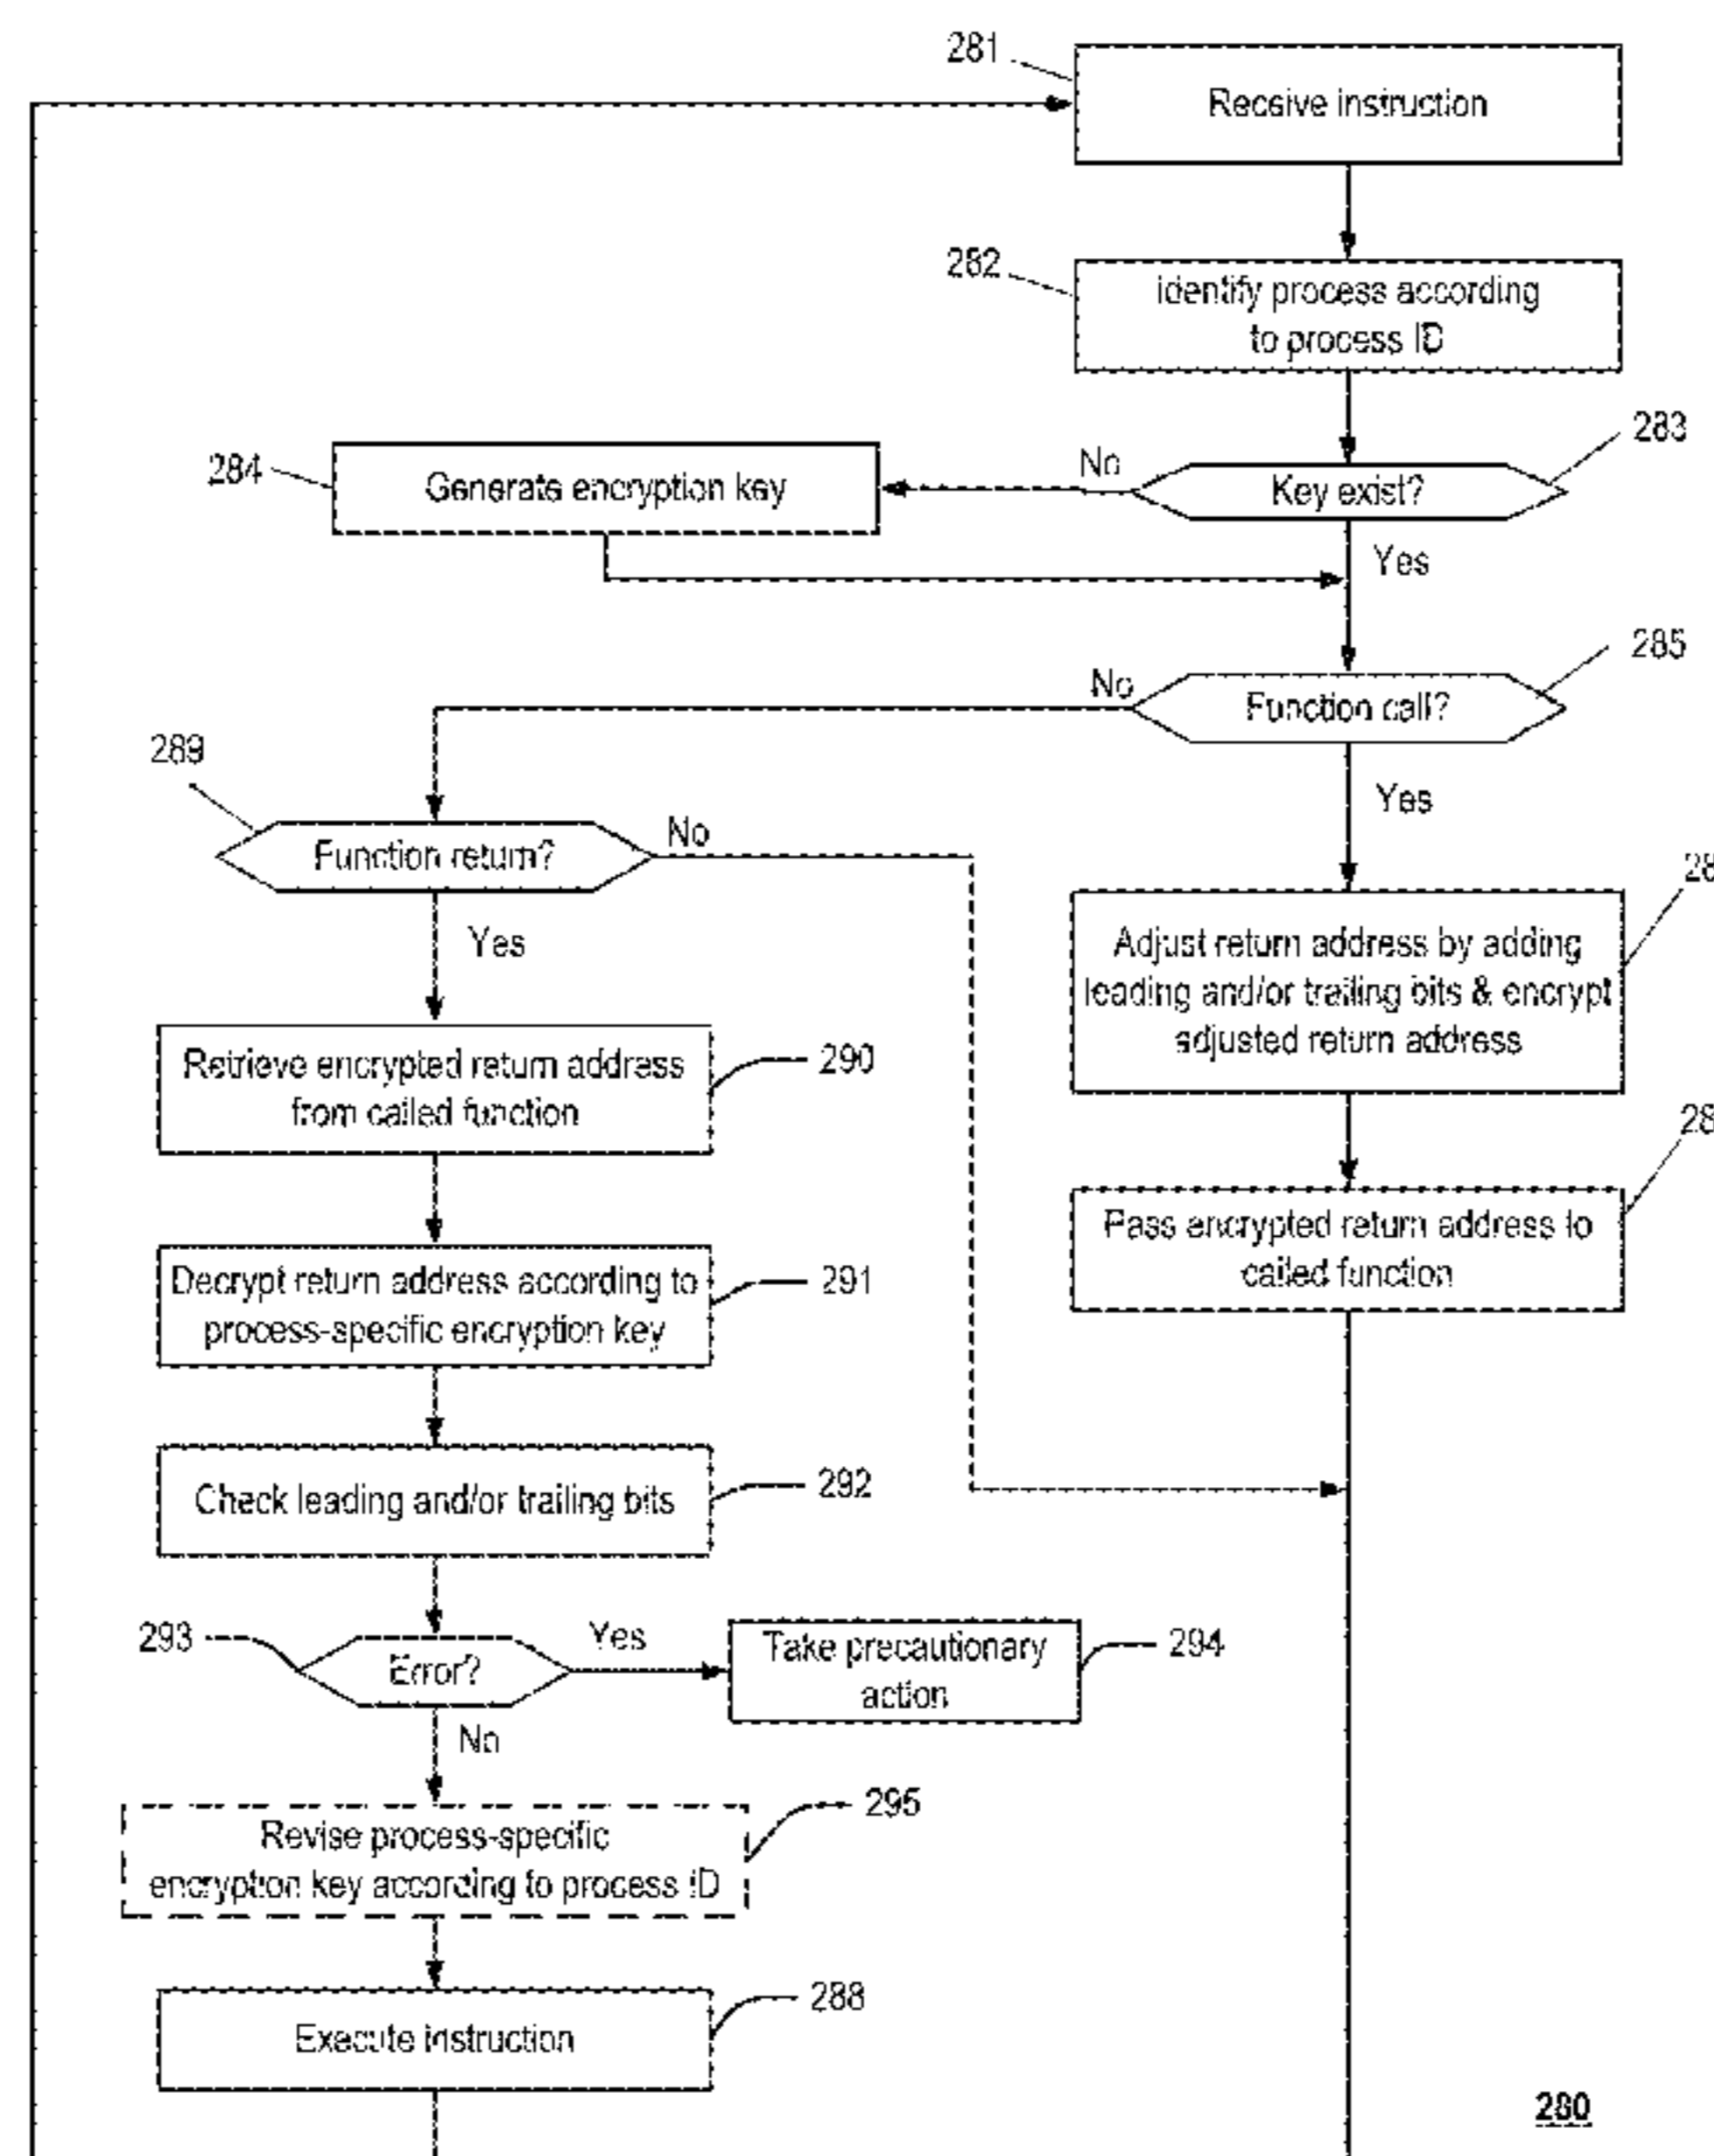 281
Receive instruction
282
Identify process according
to process ID
283
No
284
Generate encryption key
Key exist?
Yes
285
No
Function call?
289
Yes
No
Function return?
28
Yes
Adjust return address by adding
leading and/or trailing bits & encrypt
adjusted return address
Retrieve encrypted return address
from called function
290
28
Pass encrypted return address to
called function
Decrypt return address according to
process-specific encryption key
291
Check leading and/or trailing bits
292
293
Error?
Yes
Take precautionary
action
294
No
295
Revise process-specific
encryption key according to process ID
288
Execute instruction
280